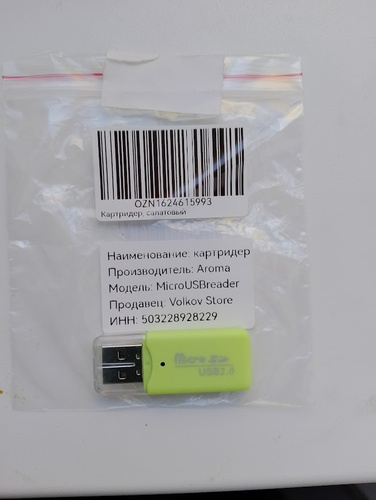 OZN1624615993
Картридер, салатовый
Наименование: картридер
Производитель: Aroma
Модель: MicroUSBreader
Продавец: Volkov Store
ИНН: 503228928229
Micro SD
USB2.0